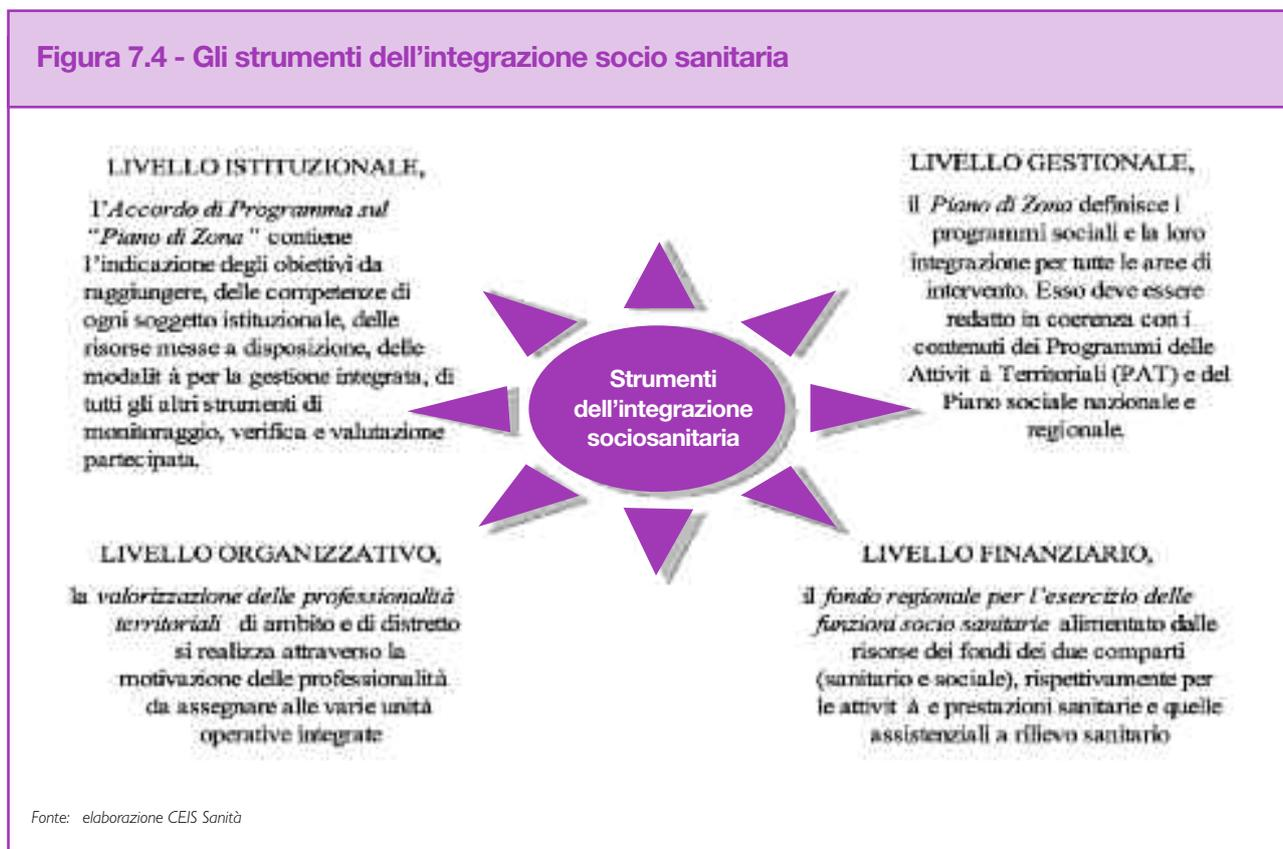 Figura 7.4 - Gli strumenti dell'integrazione socio sanitaria
LIVELLO ISTITUZIONALE,
l'Accordo di Programma sul
"Piano di Zona" contiene
l'indicazione degli obiettivi da
raggiungere, delle competenze di
ogni soggetto istituzionale, delle
risorse messe a disposizione, delle
modalit à per la gestione integrata, di
tutti gli altri strumenti di
monitoraggio, verifica e valutazione
partecipata.
LIVELLO GESTIONALE,
il Piano di Zona definisce i
programmi sociali e la loro
integrazione per tutte le aree di
intervento. Esso deve essere
redatto in coerenza con i
contenuti dei Programmi delle
Attivit à Territoriali (PAT) e del
Piano sociale nazionale e
regionale.
Strumenti
dell'integrazione
sociosanitaria
LIVELLO ORGANIZZATIVO,
la valorizzazione delle professionalità
territoriali di ambito e di distretto
si realizza attraverso la
motivazione delle professionalità
da assegnare alle varie unità
operative integrate
LIVELLO FINANZIARIO,
il fondo regionale per l'esercizio delle
funzioni socio sanitarie alimentato dalle
risorse dei fondi dei due comparti
(sanitario e sociale), rispettivamente per
le attivit à e prestazioni sanitarie e quelle
assistenziali a rilievo sanitario
Fonte: elaborazione CEIS Sanità